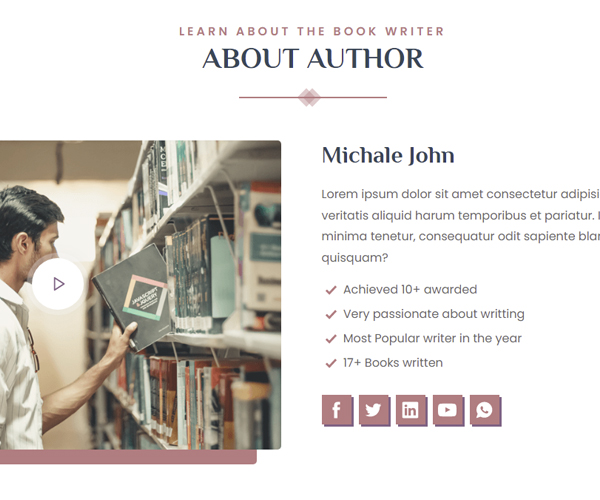 LEARN ABOUT THE BOOK WRITER
ABOUT AUTHOR
Michale John
Lorem ipsum dolor sit amet consectetur
veritatis aliquid harum temporibus et pariatur.
minima tenetur, consequatur odit sapiente
quisquam?
Achieved 10+ awarded
Very passionate about writting
Most Popular writer in the year
17+ Books written
JAVASCRIPT
& JQUERY